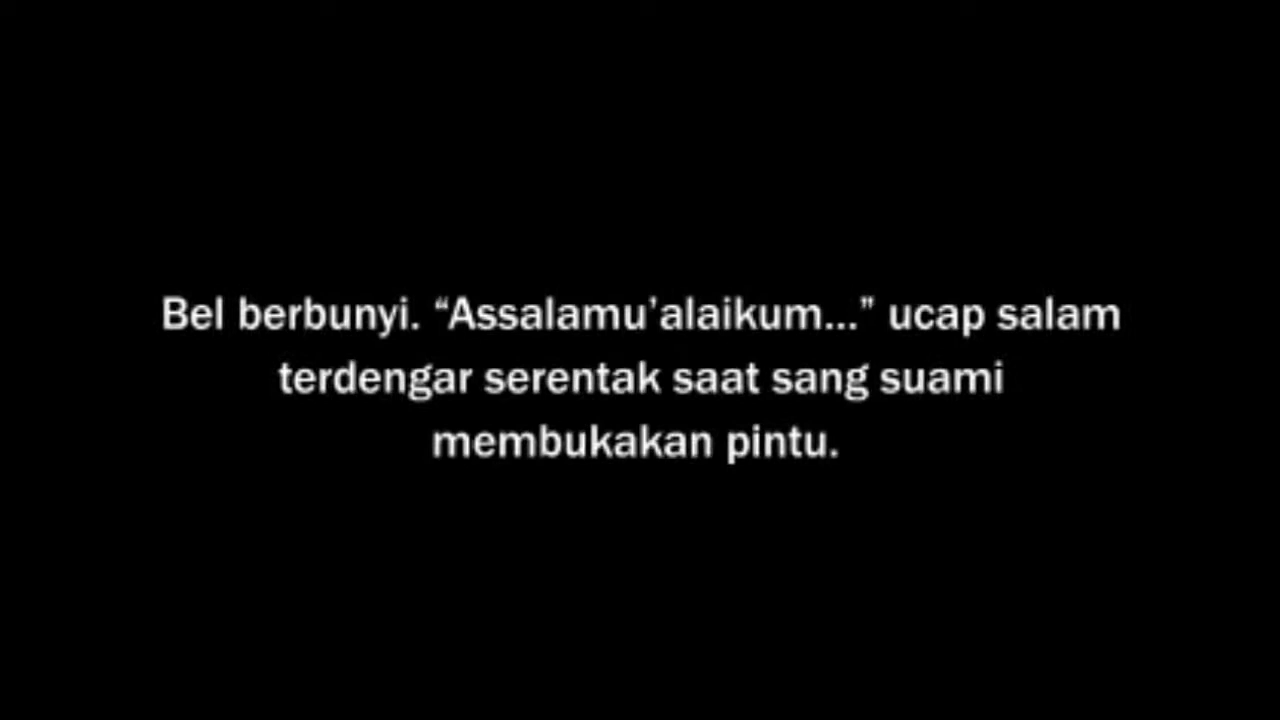 Bel berbunyi. “Assalamu’alaikum...” ucap salam
terdengar serentak saat sang suami
membukakan pintu.